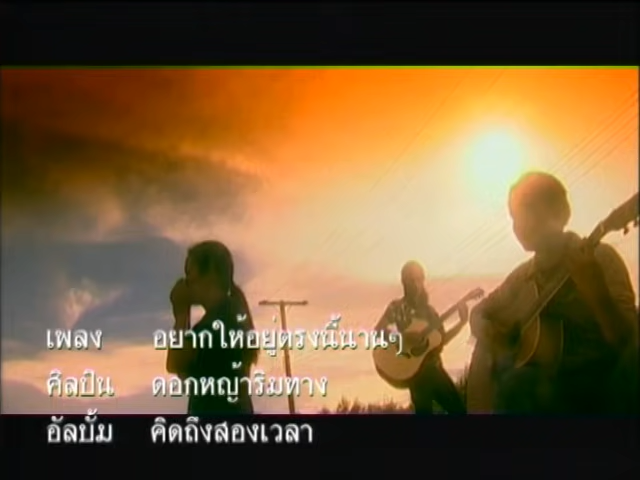 เพลง อยากให้อยู่ตรงนี้นานๆ
ศิลปิน ดอกหญ้าริมทาง
อัลบั้ม คิดถึงสองเวลา